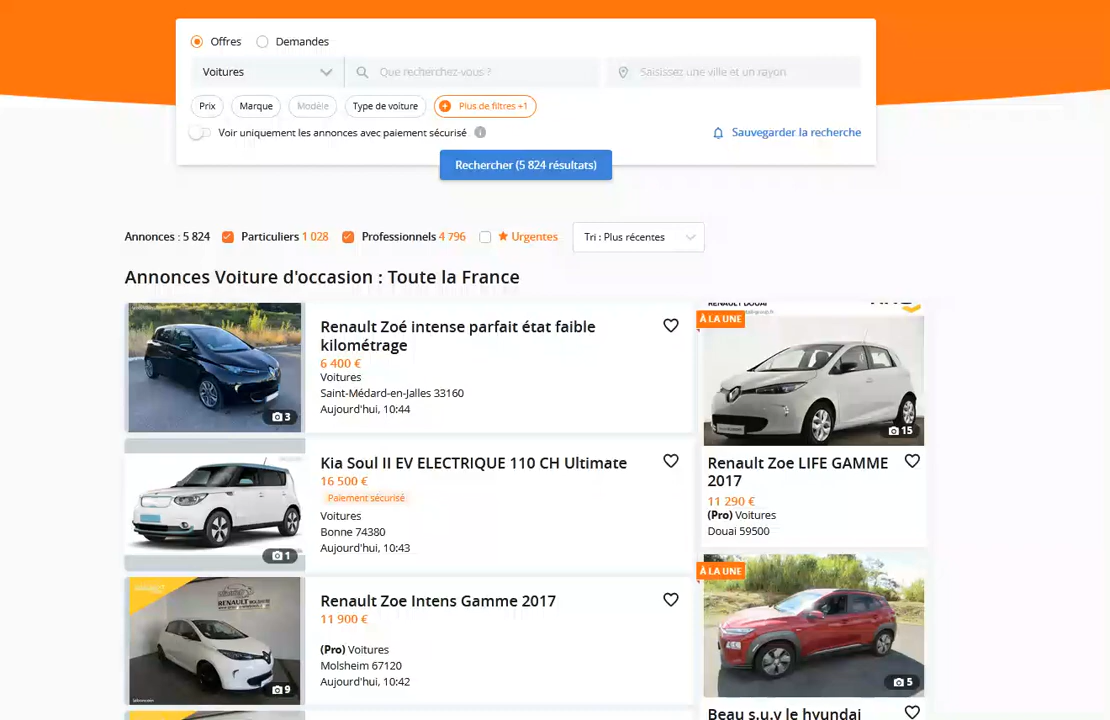 Offres
Demandes
Voitures
Que recherchez-vous ?
Saisissez une ville et un rayon
Prix
Marque
Modèle
Type de voiture
Plus de filtres +1
Voir uniquement les annonces avec paiement sécurisé
Sauvegarder la recherche
Rechercher (5 824 résultats)
Annonces : 5 824
Particuliers 1 028
Professionnels 4 796
Urgentes
Tri : Plus récentes
Annonces Voiture d'occasion : Toute la France
3
Renault Zoé intense parfait état faible
kilométrage
6 400 €
Voitures
Saint-Médard-en-Jalles 33160
Aujourd'hui, 10:44
1
Kia Soul II EV ELECTRIQUE 110 CH Ultimate
16 500 €
Paiement sécurisé
Voitures
Bonne 74380
Aujourd'hui, 10:43
9
Renault Zoe Intens Gamme 2017
11 900 €
(Pro) Voitures
Molsheim 67120
Aujourd'hui, 10:42
RENAULT DOUAI
À LA UNE
15
Renault Zoe LIFE GAMME
2017
11 290 €
(Pro) Voitures
Douai 59500
À LA UNE
5
Beau s.u.v le hyundai